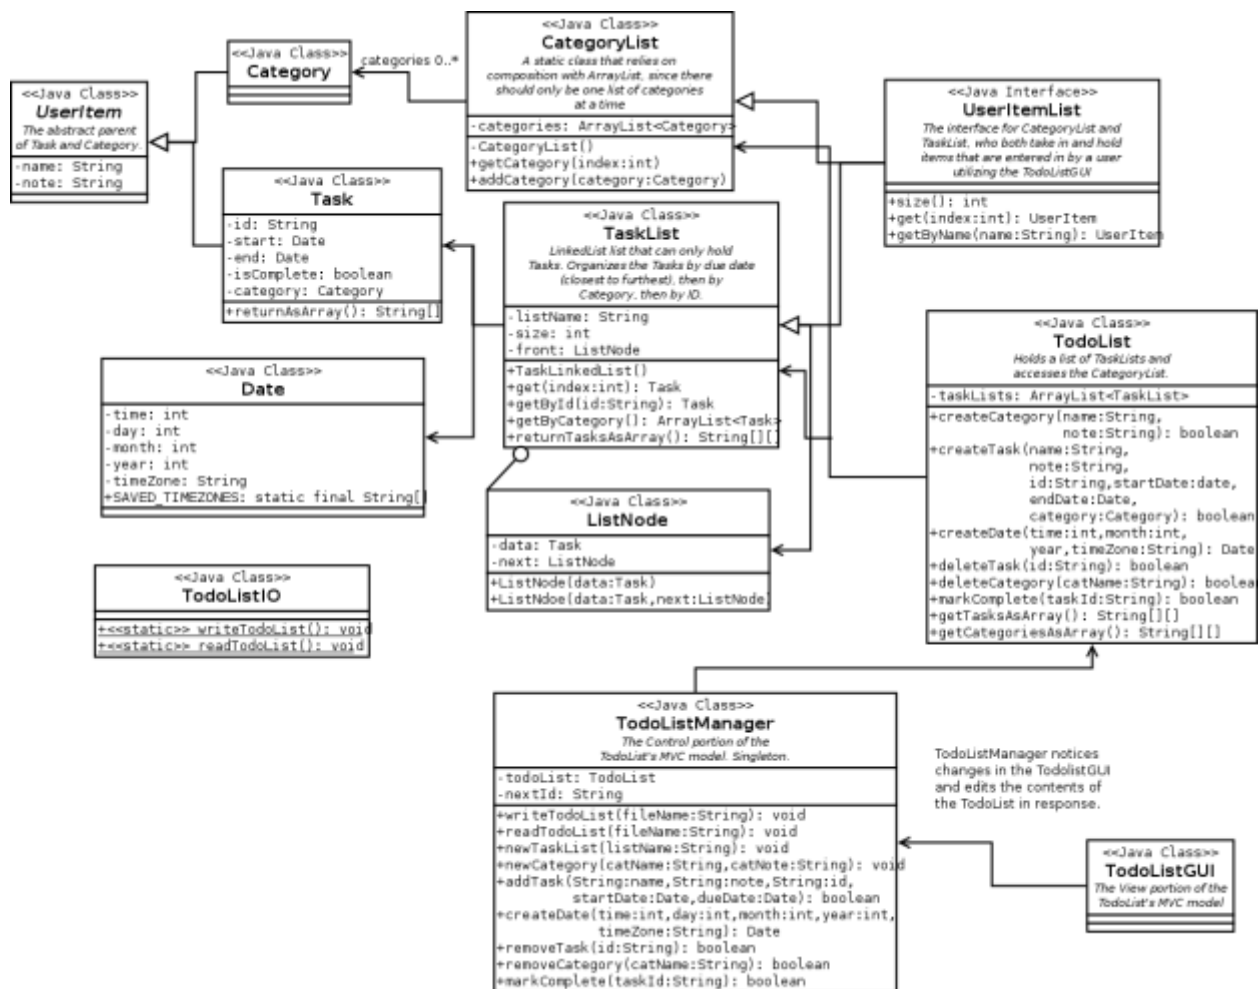 <<Java Class>>
UserItem
The abstract parent
of Task and Category.
-name: String
-note: String
<<Java Class>>
Category
categories 0..*
<<Java Class>>
CategoryList
A static class that relies on
composition with ArrayList, since there
should only be one list of categories
at a time
-categories: ArrayList<Category>
-CategoryList()
+getCategory(index:int)
+addCategory(category:Category)
<<Java Interface>>
UserItemList
The interface for CategoryList and
TaskList, who both take in and hold
items that are entered in by a user
utilizing the TodoListGUI
+size(): int
+get(index:int): UserItem
+getByName(name:String): UserItem
<<Java Class>>
Task
-id: String
-start: Date
-end: Date
-isComplete: boolean
-category: Category
+returnAsArray(): String[]
<<Java Class>>
TaskList
LinkedList list that can only hold
Tasks. Organizes the Tasks by due date
(closest to furthest), then by
Category, then by ID.
-listName: String
-size: int
-front: ListNode
+TaskLinkedList()
+get(index:int): Task
+getById(id:String): Task
+getByCategory(): ArrayList<Task>
+returnTasksAsArray(): String[][]
<<Java Class>>
Date
-time: int
-day: int
-month: int
-year: int
-timeZone: String
+SAVED_TIMEZONES: static final String[]
<<Java Class>>
ListNode
-data: Task
-next: ListNode
+ListNode(data:Task)
+ListNdoe(data:Task,next:ListNode)
<<Java Class>>
TodoList
Holds a list of TaskLists and
accesses the CategoryList.
-taskLists: ArrayList<TaskList>
+createCategory(name:String,
note:String): boolean
+createTask(name:String,
note:String,
id:String,startDate:date,
endDate:Date,
category:Category): boolean
+createDate(time:int,month:int,
year,timeZone:String): Date
+deleteTask(id:String): boolean
+deleteCategory(catName:String): boolea
+markComplete(taskId:String): boolean
+getTasksAsArray(): String[][]
+getCategoriesAsArray(): String[][]
<<Java Class>>
TodoListIO
+<<static>> writeTodoList(): void
+<<static>> readTodoList(): void
<<Java Class>>
TodoListManager
The Control portion of the
TodoList's MVC model. Singleton.
-todoList: TodoList
-nextId: String
+writeTodoList(fileName:String): void
+readTodoList(fileName:String): void
+newTaskList(listName:String): void
+newCategory(catName:String,catNote:String): void
+addTask(String:name,String:note,String:id,
startDate:Date,dueDate:Date): boolean
+createDate(time:int,day:int,month:int,year:int,
timeZone:String): Date
+removeTask(id:String): boolean
+removeCategory(catName:String): boolean
+markComplete(taskId:String): boolean
TodoListManager notices
changes in the TodolistGUI
and edits the contents of
the TodoList in response.
<<Java Class>>
TodoListGUI
The View portion of the
TodoList's MVC model